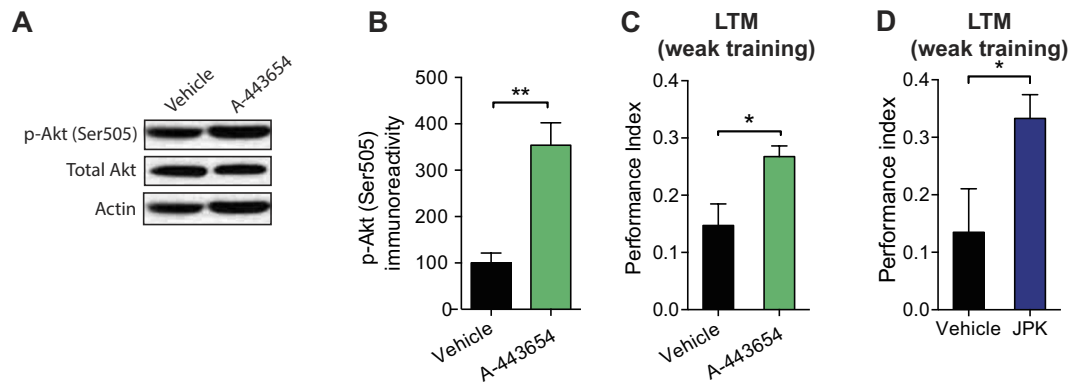 A
Vehicle
A-443654
p-Akt (Ser505)
Total Akt
Actin
B
p-Akt (Ser505)
immunoreactivity
500
400
300
200
100
0
**
Vehicle
A-443654
C
LTM
(weak training)
Performance Index
0.4
0.3
0.2
0.1
0.0
*
Vehicle
A-443654
D
LTM
(weak training)
Performance index
0.4
0.3
0.2
0.1
0.0
*
Vehicle JPK